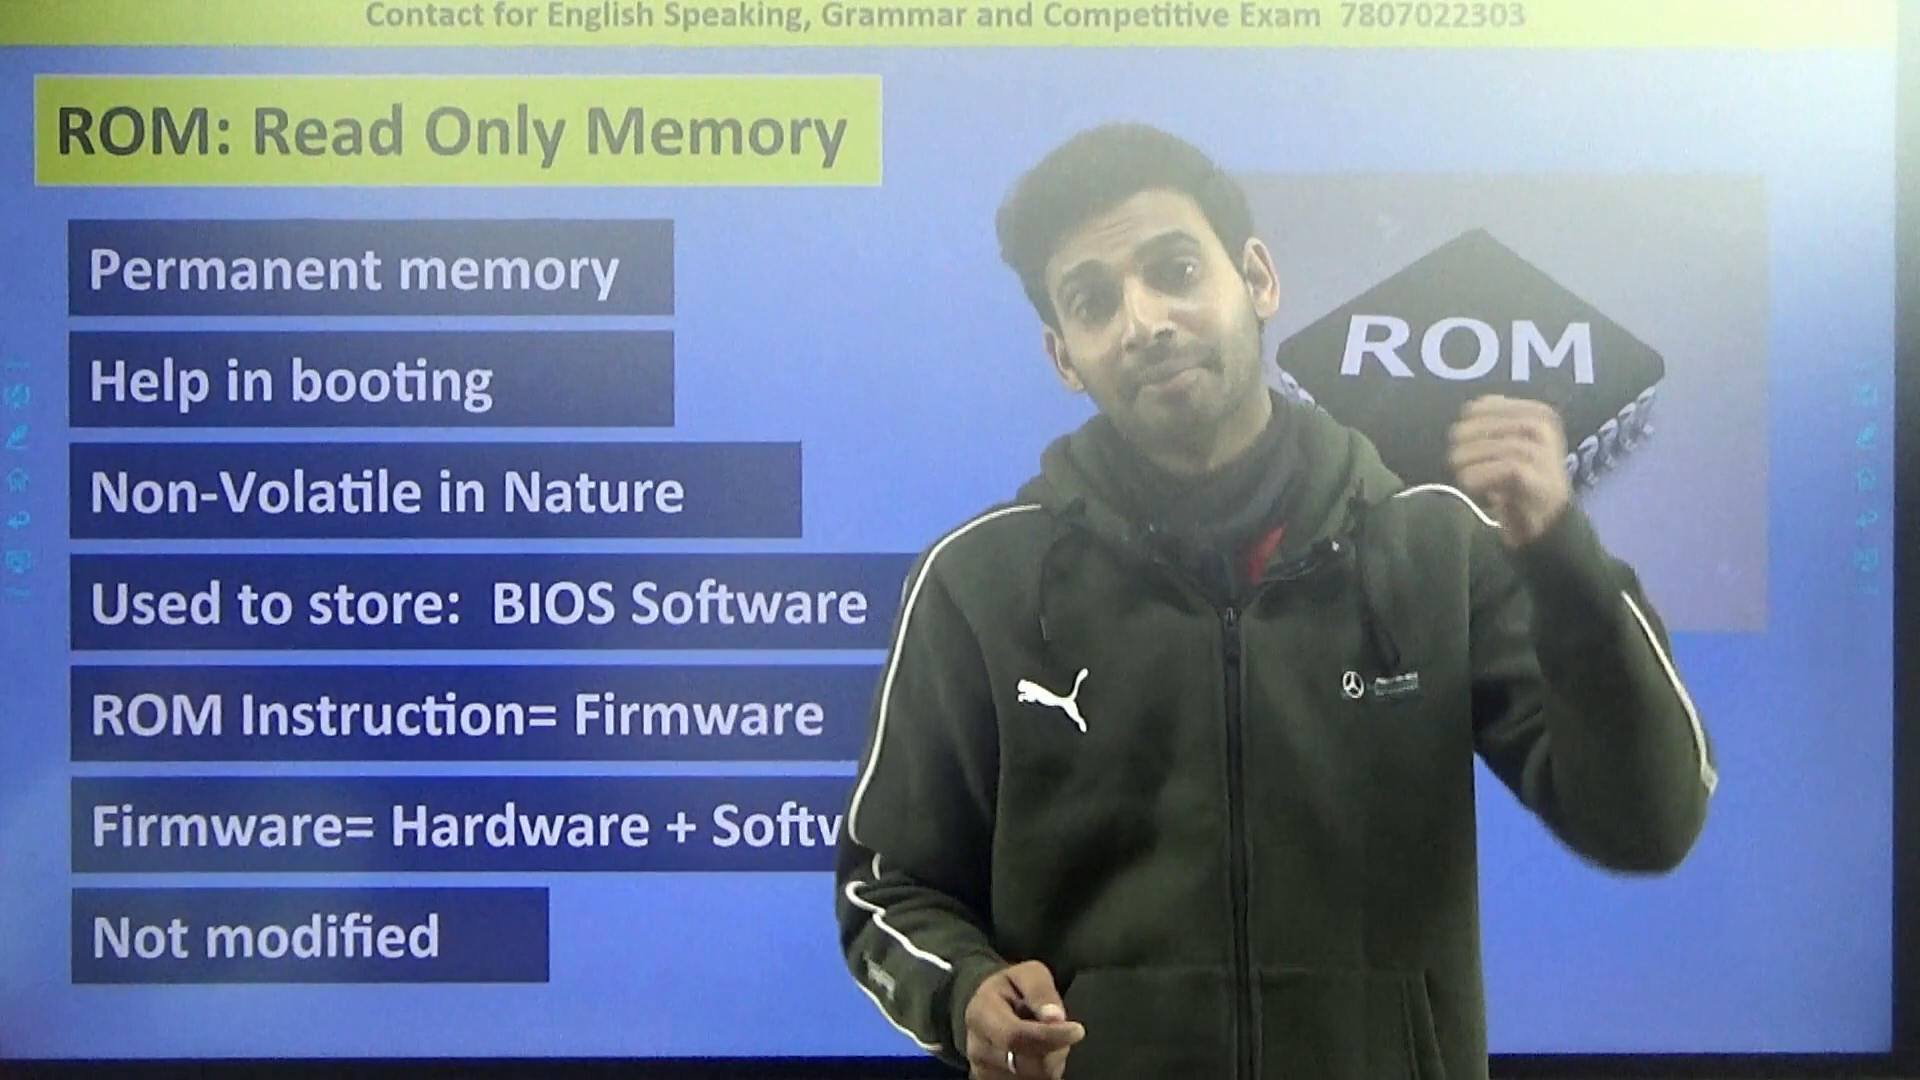 Contact for English Speaking, Grammar and Competitive Exam 7807022303
ROM: Read Only Memory
Permanent memory
Help in booting
Non-Volatile in Nature
Used to store: BIOS Software
ROM Instruction= Firmware
Firmware= Hardware +
Not modified
ROM